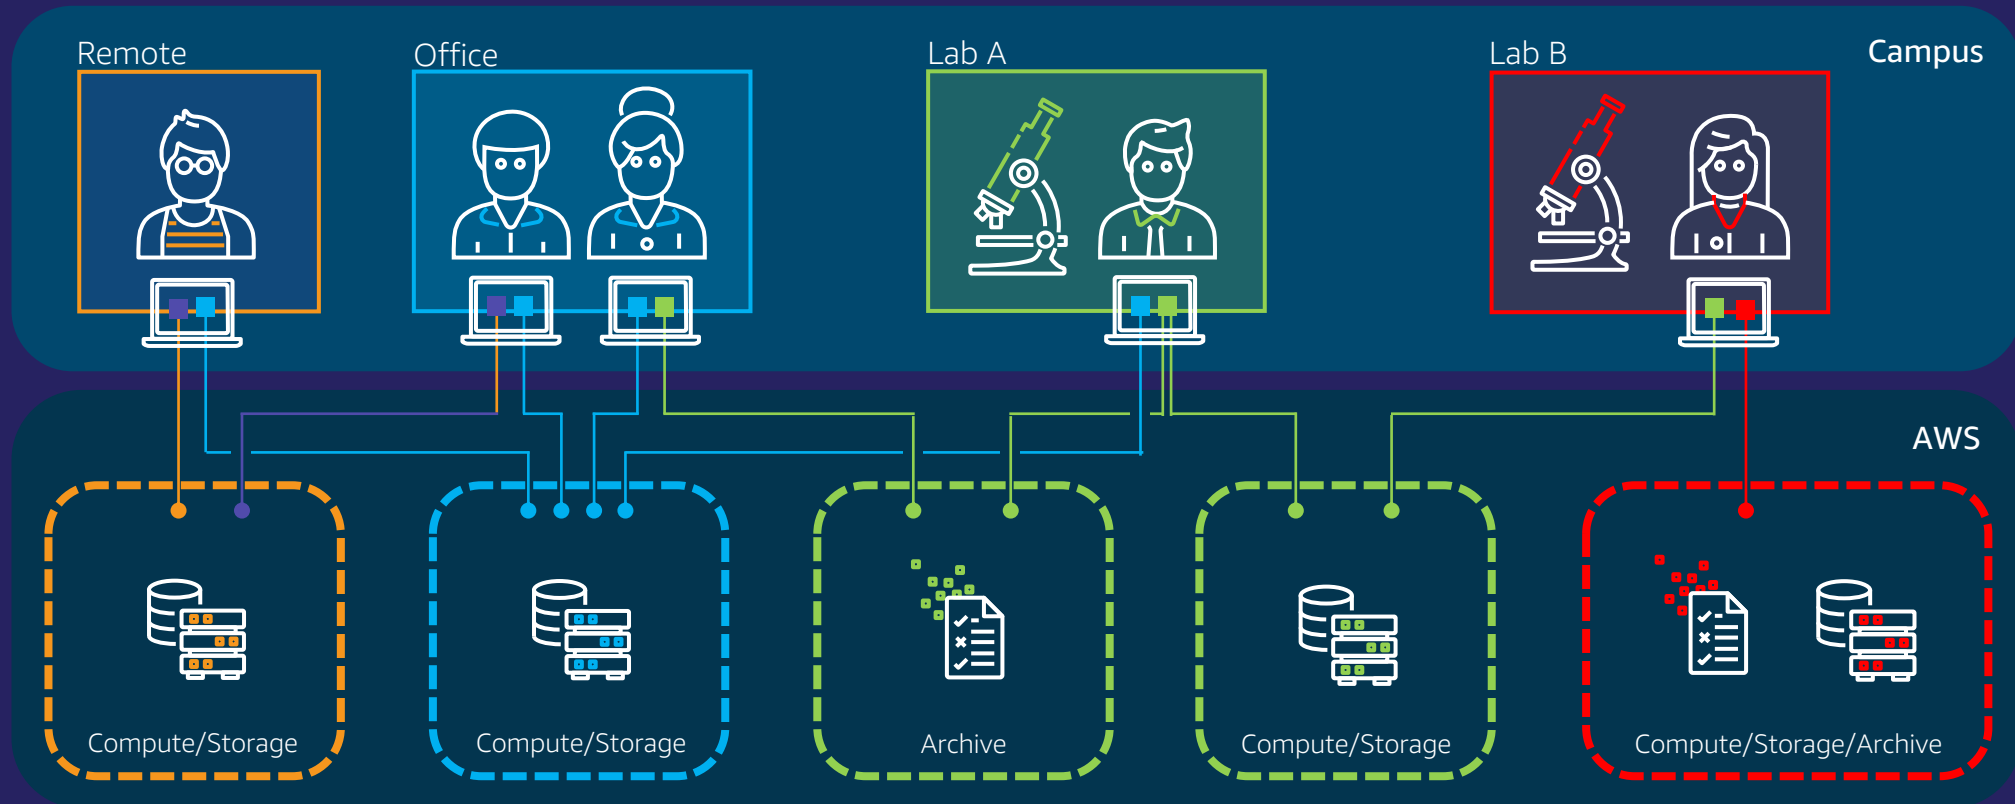 Remote
Office
Lab A
Lab B
Campus
AWS
Compute/Storage
Compute/Storage
Archive
Compute/Storage
Compute/Storage/Archive